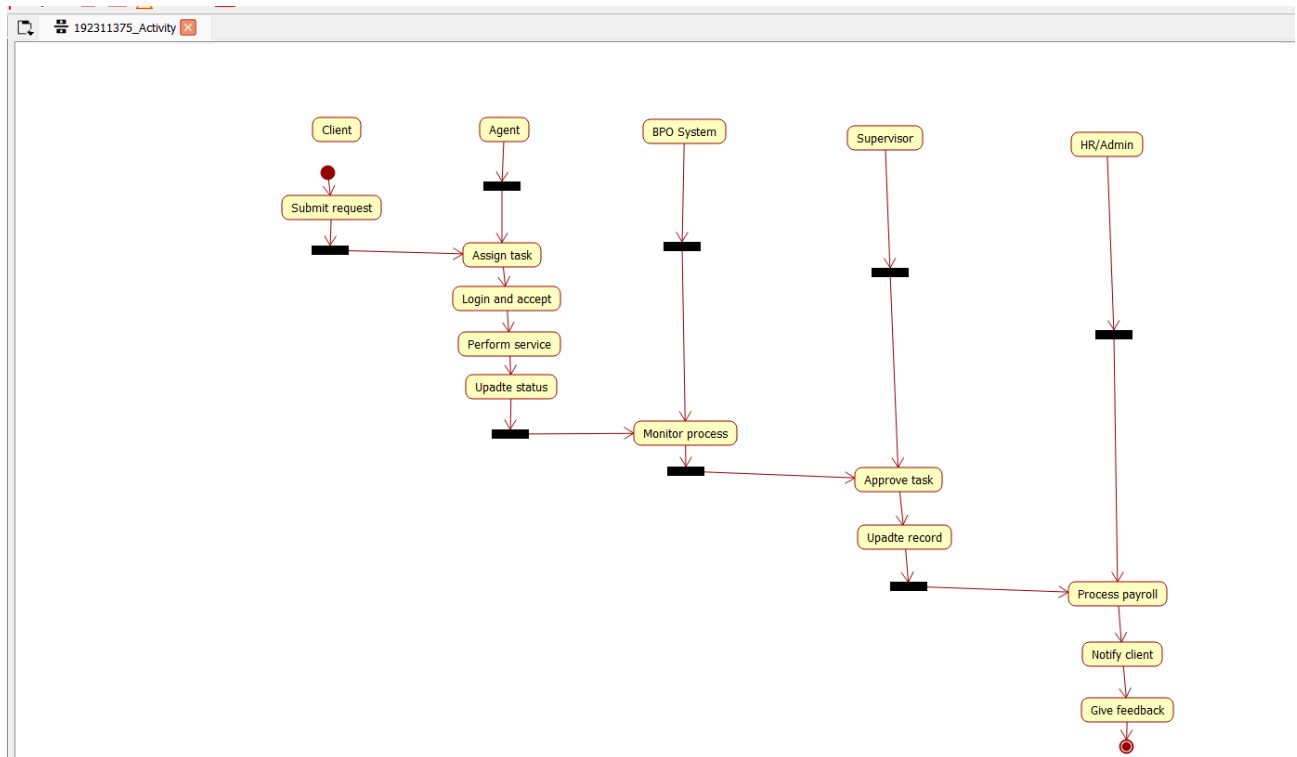 192311375_Activity
Client
Agent
BPO System
Supervisor
HR/Admin
Submit request
Assign task
Login and accept
Perform service
Upadte status
Monitor process
Approve task
Upadte record
Process payroll
Notify client
Give feedback